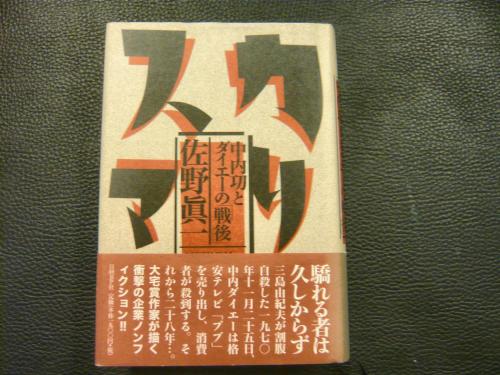 カリスマ
中内功と
ダイエーの「戦後」
佐野眞一
驕れる者は
久しからず
三島由紀夫が割腹
自殺した一九七〇
年十一月二十五日、
中内ダイエーは格
安テレビ「ブブ」
を売り出し、消費
者が殺到する。そ
れから二十八年…。
大宅賞作家が描く
衝撃の企業ノンフ
ィクション!!